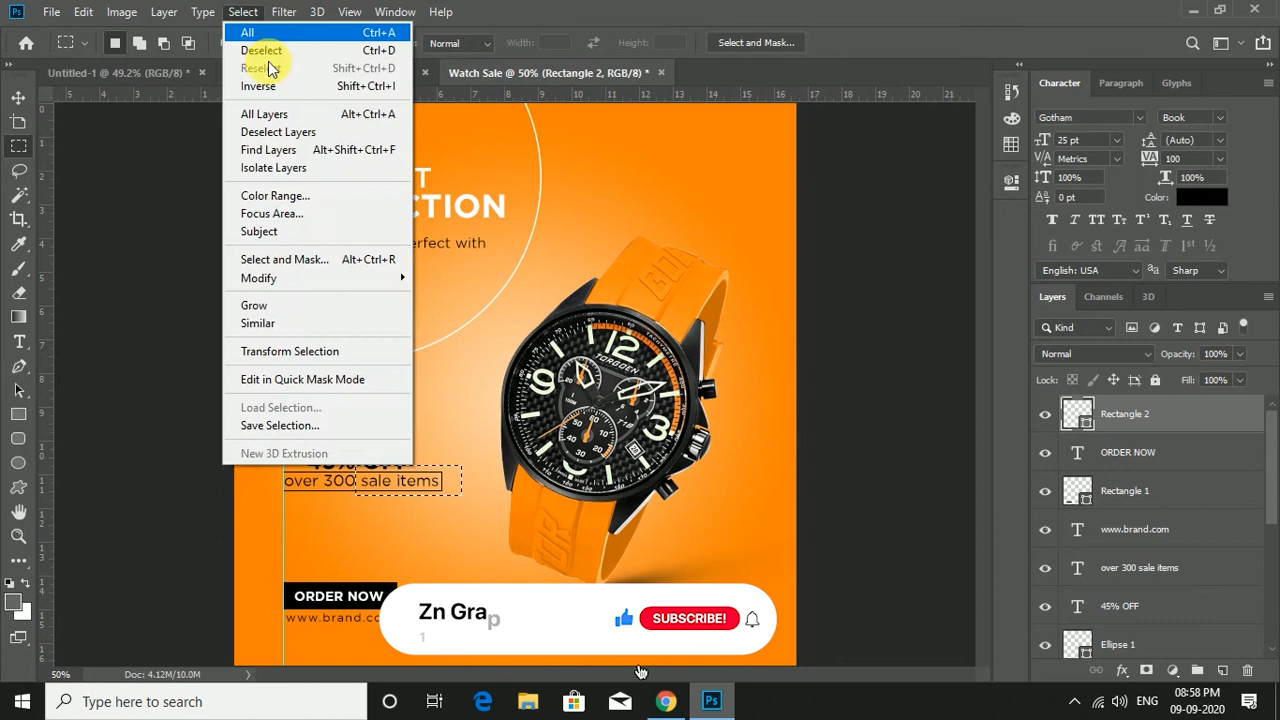 File Edit Image Layer Type Select Filter 3D View Window Help
Normal Width: Height: Select and Mask...
Untitled-1 @ 49.2% (RGB/8) * × × Watch Sale @ 50% (Rectangle 2, RGB/8) * ×
All Ctrl+A
Deselect Ctrl+D
Shift+Ctrl+D
Inverse Shift+Ctrl+I
All Layers Alt+Ctrl+A
Deselect Layers
Find Layers Alt+Shift+Ctrl+F
Isolate Layers
Color Range...
Focus Area...
Subject
Select and Mask... Alt+Ctrl+R
Modify
Grow
Similar
Transform Selection
Edit in Quick Mask Mode
Load Selection...
Save Selection...
New 3D Extrusion
perfect with
TORGOEN
12
9
3
over 300 sale items
ORDER NOW
Zn Grap
1
SUBSCRIBE!
Character Paragraph Glyphs
Gotham Book
25 pt (Auto)
Metrics 100
100% 100%
0 pt Color:
English: USA Sharp
Layers Channels 3D
Kind
Normal Opacity: 100%
Lock: Fill: 100%
Rectangle 2
ORDER NOW
Rectangle 1
www.brand.com
over 300 sale items
45% OFF
Ellipse 1
50% Doc: 4.12M/10.0M
Type here to search
ENG 08:58 PM
09-09-2020